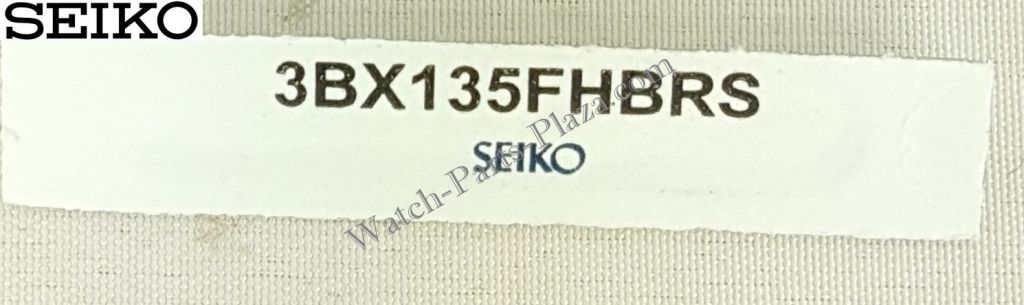 SEIKO
3BX135FHBRS
SEIKO
Watch-Parts-Plaza.com